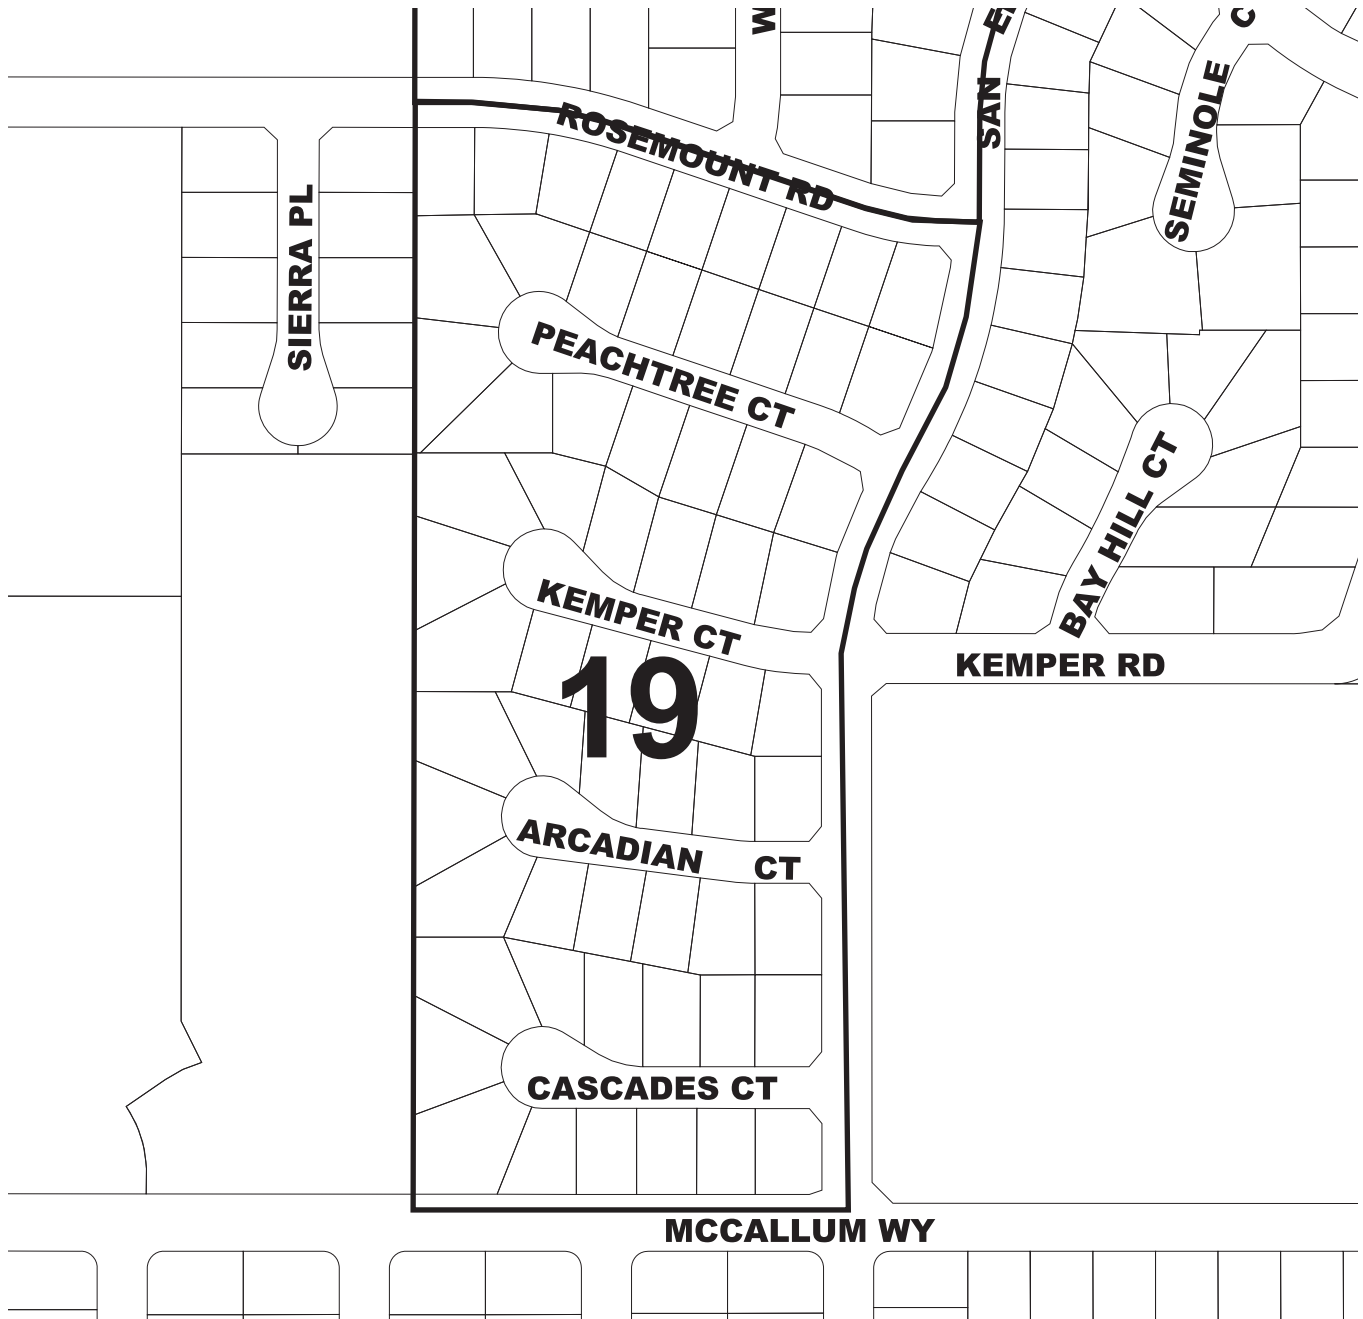 W
SAN
SEMINOLE
ROSEMOUNT RD
SIERRA PL
PEACHTREE CT
BAY HILL CT
KEMPER CT
KEMPER RD
19
ARCADIAN CT
CASCADES CT
MCCALLUM WY